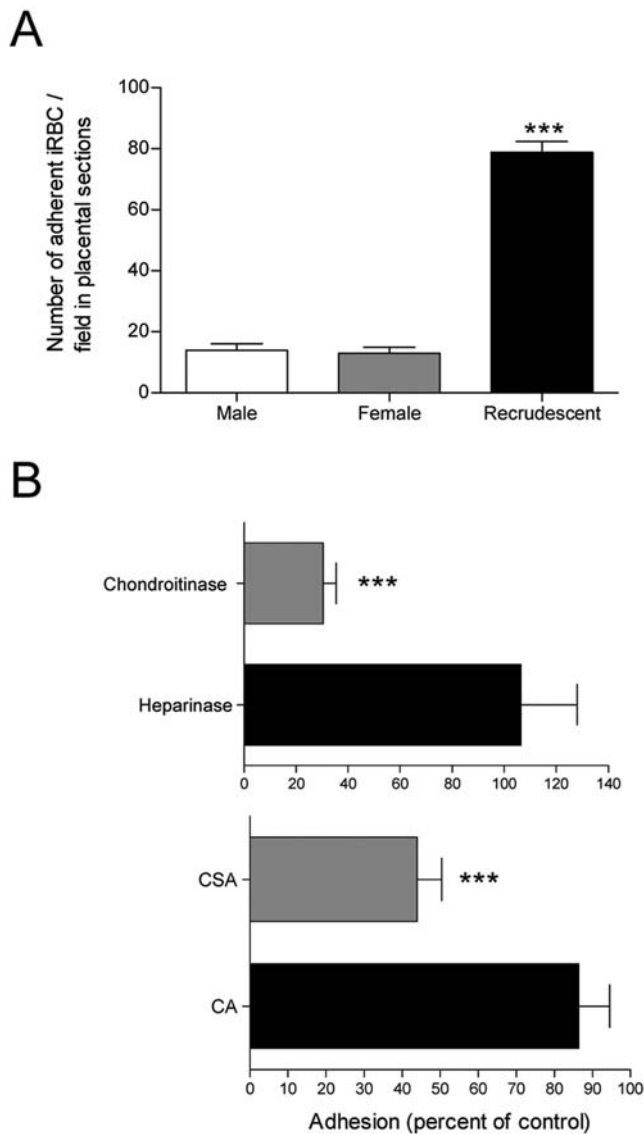 A
Number of adherent iRBC /
field in placental sections
100
80
60
40
20
0
***
Male Female Recrudescent
B
Chondroitinase
***
Heparinase
0 20 40 60 80 100 120 140
CSA
***
CA
0 10 20 30 40 50 60 70 80 90 100
Adhesion (percent of control)